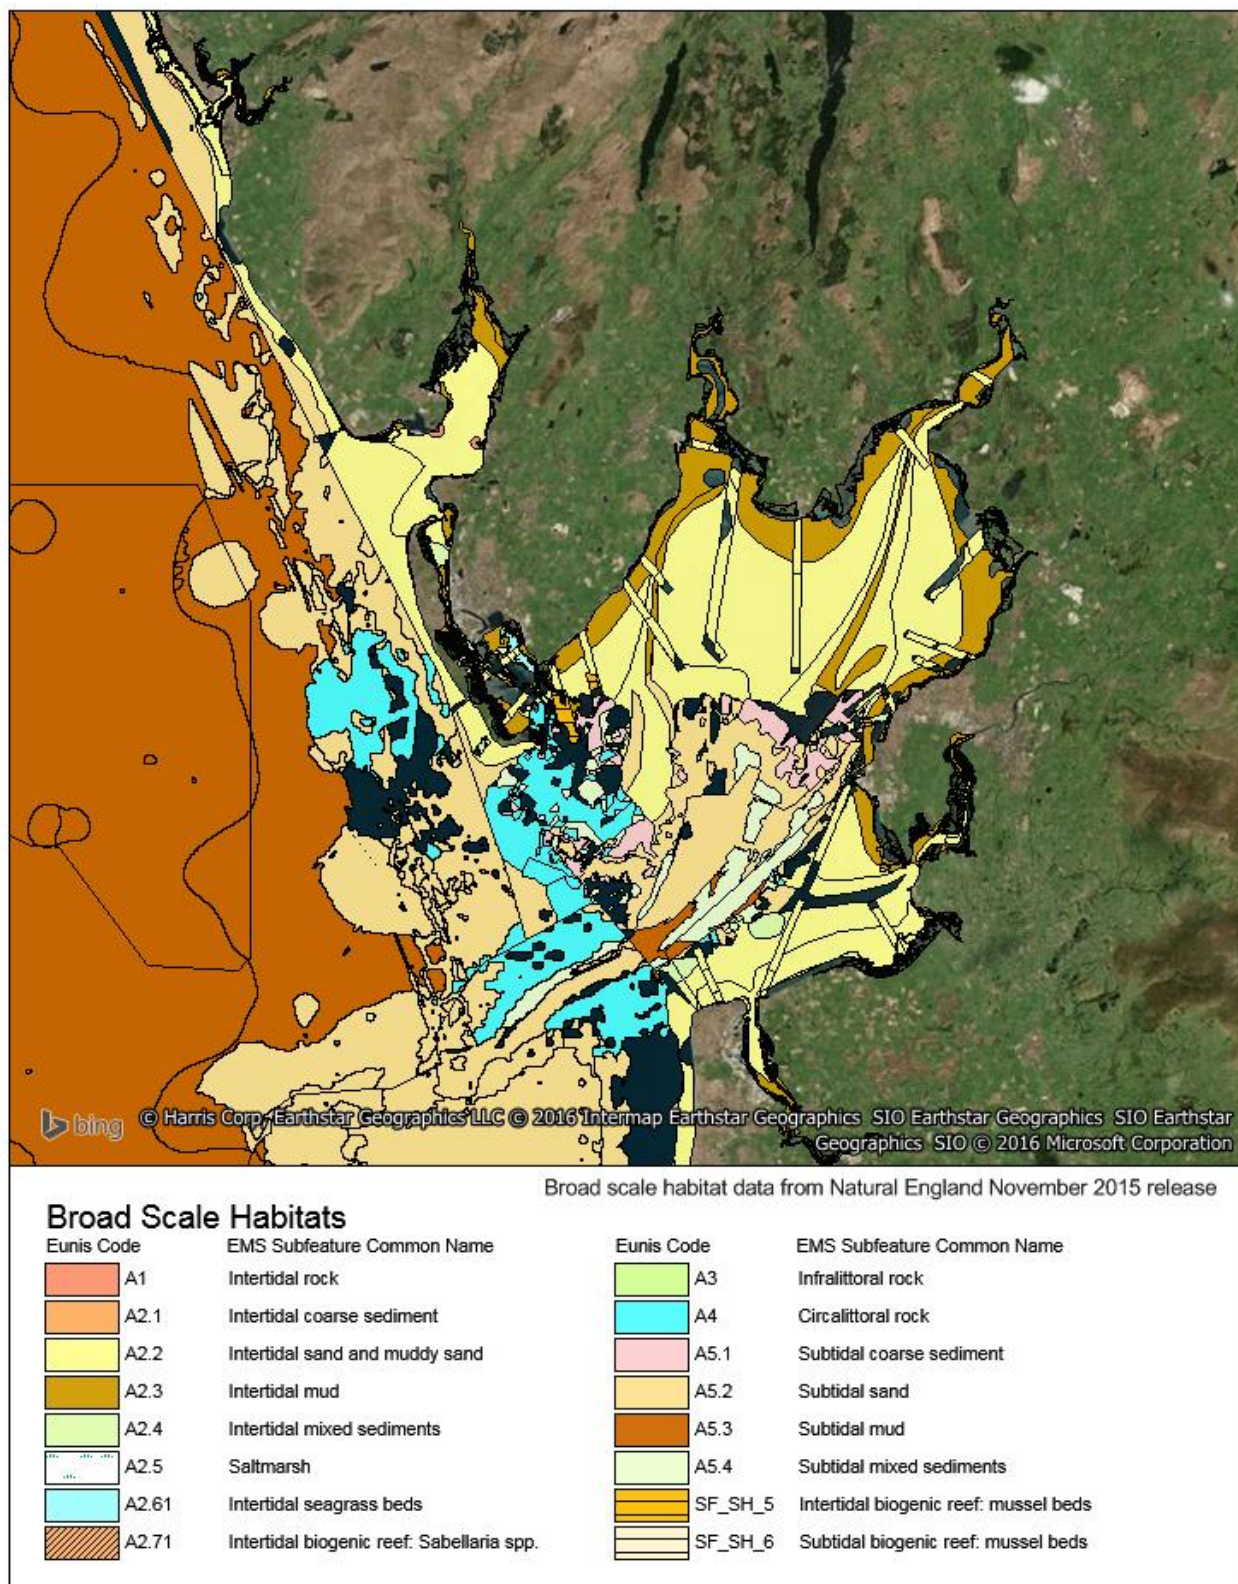 bing
© Harris Corp, Earthstar Geographics LLC © 2016 Intermap Earthstar Geographics SIO Earthstar Geographics SIO Earthstar
Geographics SIO © 2016 Microsoft Corporation
Broad scale habitat data from Natural England November 2015 release
Broad Scale Habitats
Eunis Code EMS Subfeature Common Name
A1 Intertidal rock
A2.1 Intertidal coarse sediment
A2.2 Intertidal sand and muddy sand
A2.3 Intertidal mud
A2.4 Intertidal mixed sediments
A2.5 Saltmarsh
A2.61 Intertidal seagrass beds
A2.71 Intertidal biogenic reef: Sabellaria spp.
Eunis Code EMS Subfeature Common Name
A3 Infralittoral rock
A4 Circalittoral rock
A5.1 Subtidal coarse sediment
A5.2 Subtidal sand
A5.3 Subtidal mud
A5.4 Subtidal mixed sediments
SF_SH_5 Intertidal biogenic reef: mussel beds
SF_SH_6 Subtidal biogenic reef: mussel beds